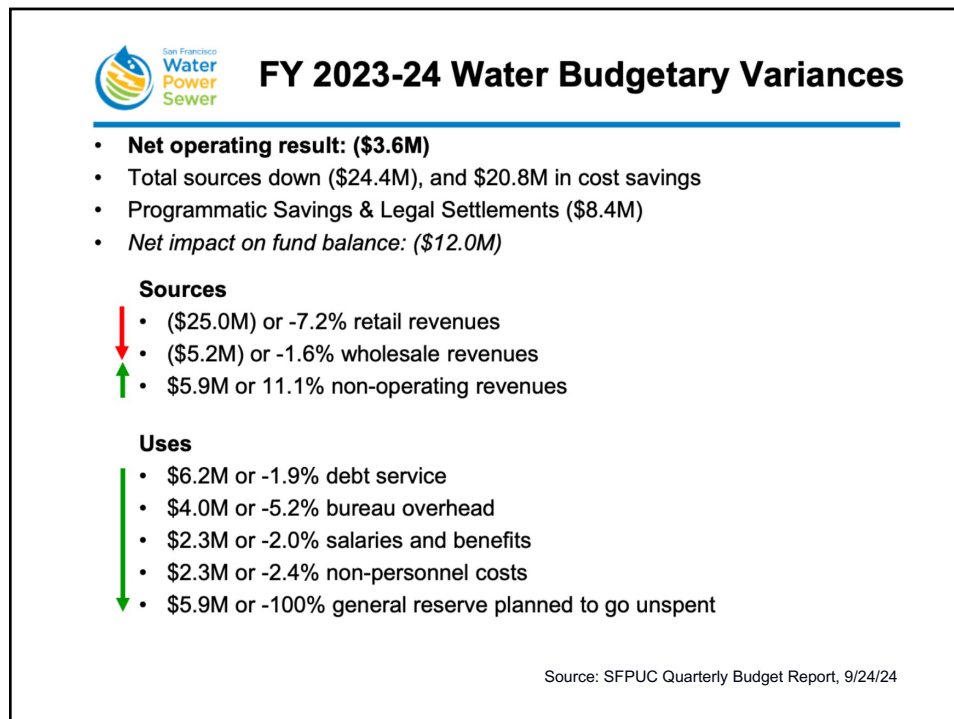 San Francisco
Water
Power
Sewer
FY 2023-24 Water Budgetary Variances
• Net operating result: ($3.6M)
• Total sources down ($24.4M), and $20.8M in cost savings
• Programmatic Savings & Legal Settlements ($8.4M)
• Net impact on fund balance: ($12.0M)
Sources
• ($25.0M) or -7.2% retail revenues
• ($5.2M) or -1.6% wholesale revenues
• $5.9M or 11.1% non-operating revenues
Uses
• $6.2M or -1.9% debt service
• $4.0M or -5.2% bureau overhead
• $2.3M or -2.0% salaries and benefits
• $2.3M or -2.4% non-personnel costs
• $5.9M or -100% general reserve planned to go unspent
Source: SFPUC Quarterly Budget Report, 9/24/24